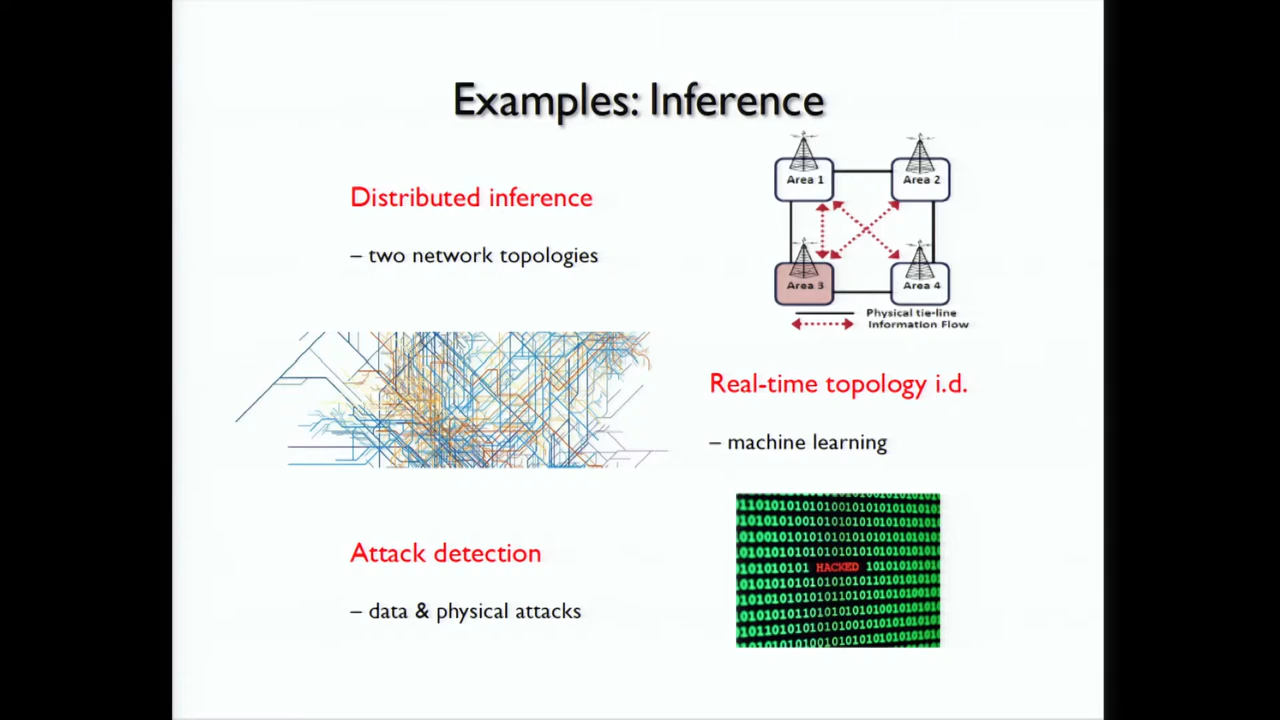 Examples: Inference
Distributed inference
– two network topologies
Area 1
Area 2
Area 3
Area 4
Physical tie-line
Information Flow
Real-time topology i.d.
– machine learning
Attack detection
– data & physical attacks
HACKED